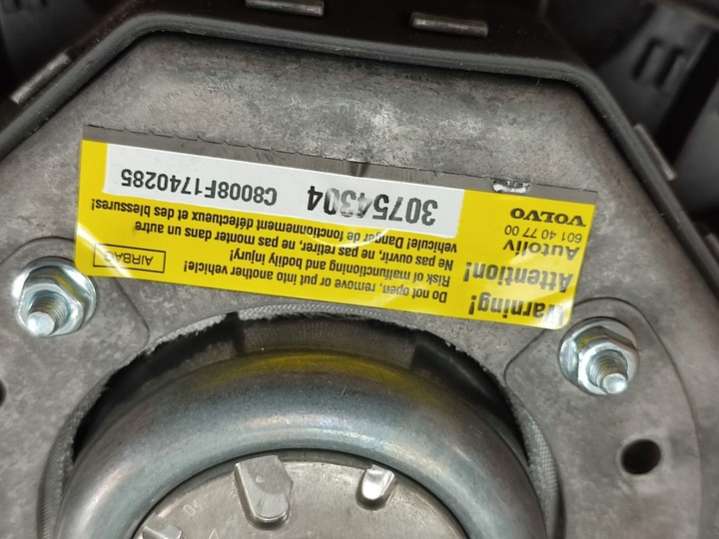 Warning!
Attention!
Do not open, remove or put into another vehicle!
Risk of malfunctioning and bodily injury!
Ne pas ouvrir, ne pas retirer, ne pas monter dans un autre
véhicule! Danger de fonctionnement défectueux et des blessures!
AIRBAG
Autoliv
601 40 77 00
VOLVO
30754304 C8008F1740285